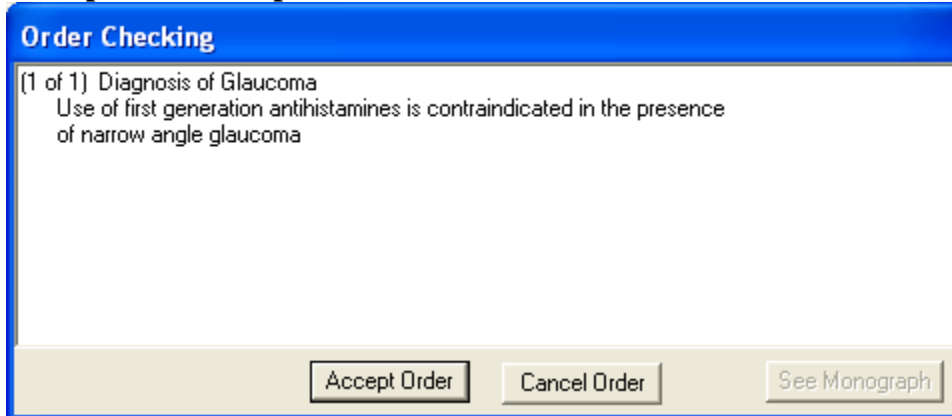 Order Checking
(1 of 1) Diagnosis of Glaucoma
Use of first generation antihistamines is contraindicated in the presence
of narrow angle glaucoma
Accept Order Cancel Order See Monograph